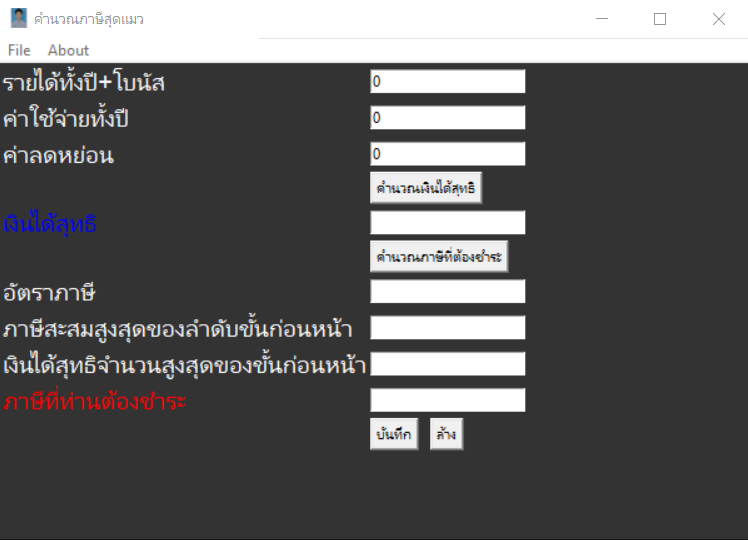 คำนวณภาษีสุดแมว
File About
รายได้ทั้งปี+โบนัส 0
ค่าใช้จ่ายทั้งปี 0
ค่าลดหย่อน 0
คำนวณเงินได้สุทธิ
เงินได้สุทธิ
คำนวณภาษีที่ต้องชำระ
อัตราภาษี
ภาษีสะสมสูงสุดของลำดับขั้นก่อนหน้า
เงินได้สุทธิจำนวนสูงสุดของขั้นก่อนหน้า
ภาษีที่ท่านต้องชำระ
บันทึก ล้าง